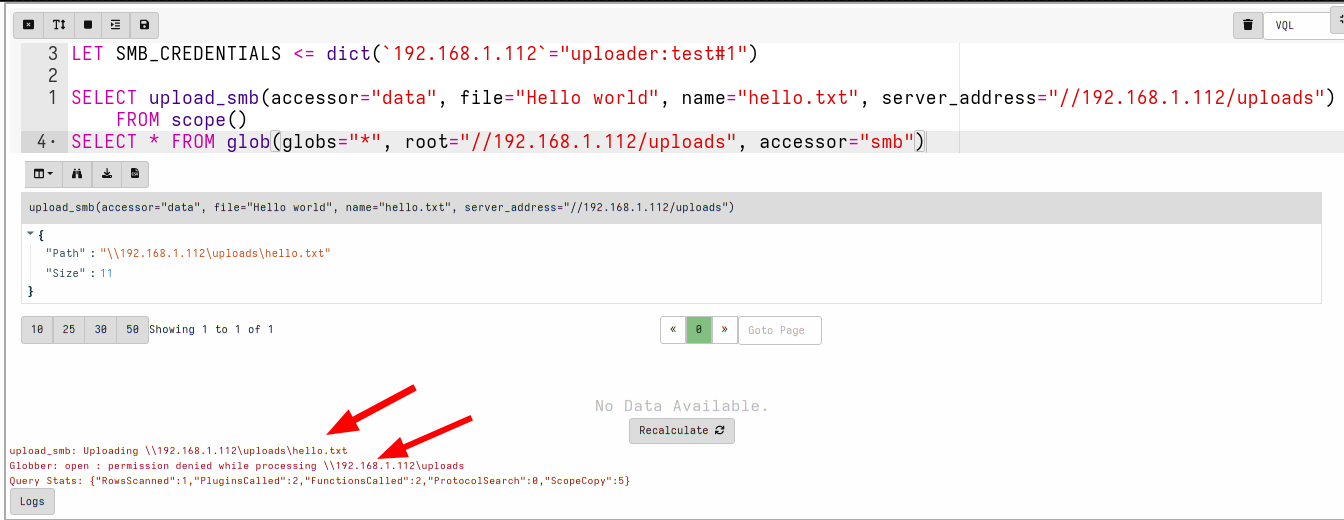 VQL
3 LET SMB_CREDENTIALS <= dict(`192.168.1.112`="uploader:test#1")
2
1 SELECT upload_smb(accessor="data", file="Hello world", name="hello.txt", server_address="//192.168.1.112/uploads")
FROM scope()
4 SELECT * FROM glob(globs="*", root="//192.168.1.112/uploads", accessor="smb")
upload_smb(accessor="data", file="Hello world", name="hello.txt", server_address="//192.168.1.112/uploads")
{
"Path" : "\\192.168.1.112\uploads\hello.txt"
"Size" : 11
}
10 25 30 50 Showing 1 to 1 of 1 « 0 » Goto Page
No Data Available.
Recalculate
upload_smb: Uploading \\192.168.1.112\uploads\hello.txt
Globber: open : permission denied while processing \\192.168.1.112\uploads
Query Stats: {"RowsScanned":1,"PluginsCalled":2,"FunctionsCalled":2,"ProtocolSearch":0,"ScopeCopy":5}
Logs